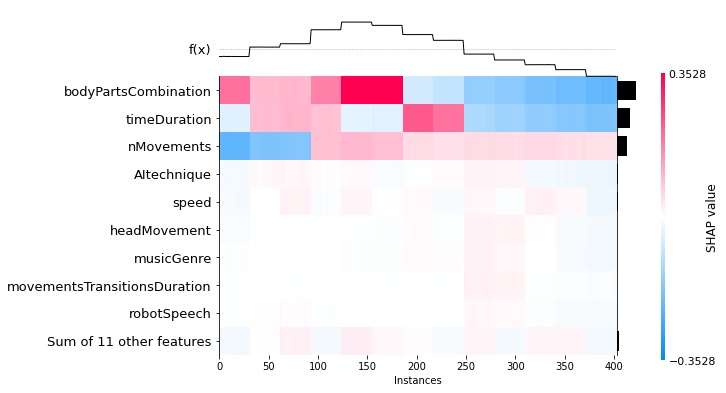 f(x)
0.3528
bodyPartsCombination
timeDuration
nMovements
AItechnique
speed
headMovement
musicGenre
movementsTransitionsDuration
robotSpeech
Sum of 11 other features
SHAP value
−0.3528
0 50 100 150 200 250 300 350 400
Instances